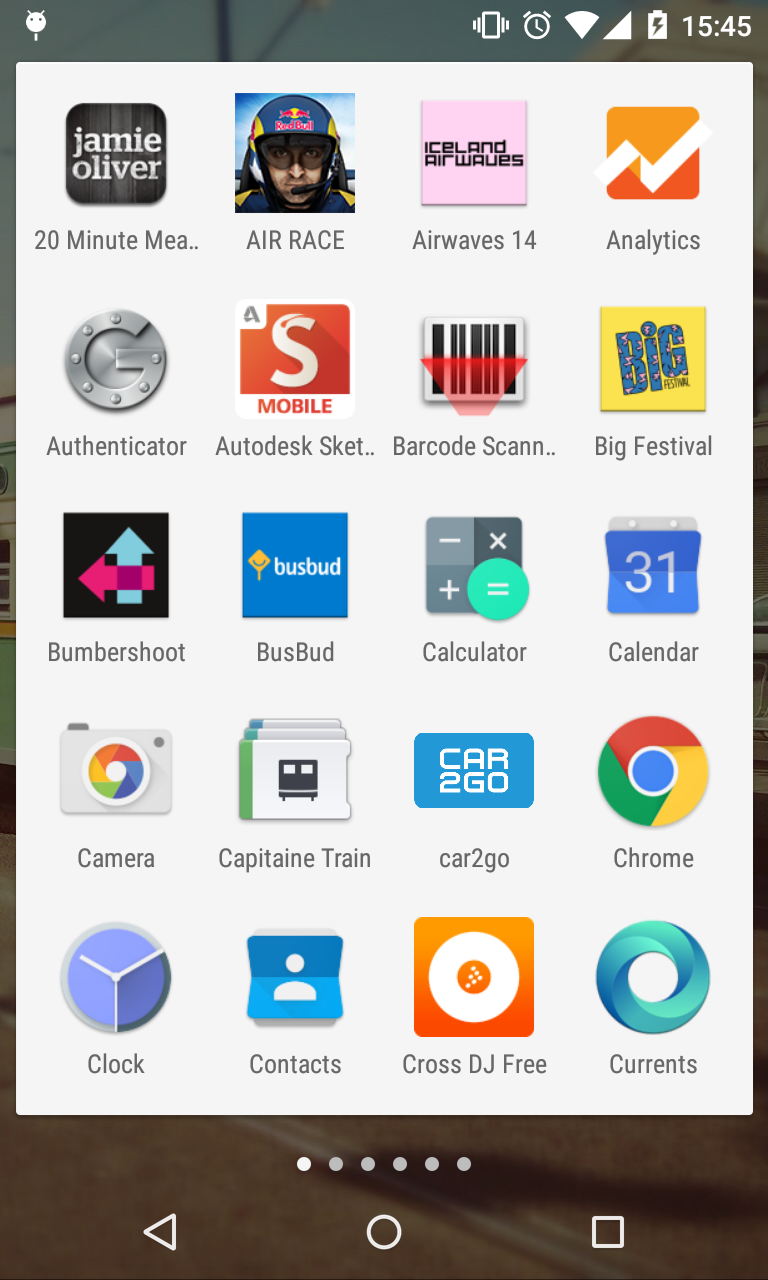 15:45
jamie
oliver
Red Bull
ICELAND
AIRWAVES
20 Minute Mea..
AIR RACE
Airwaves 14
Analytics
G
A
S
MOBILE
BIG
FESTIVAL
Authenticator
Autodesk Sket..
Barcode Scann..
Big Festival
busbud
31
Bumbershoot
BusBud
Calculator
Calendar
CAR
2GO
Camera
Capitaine Train
car2go
Chrome
Clock
Contacts
Cross DJ Free
Currents